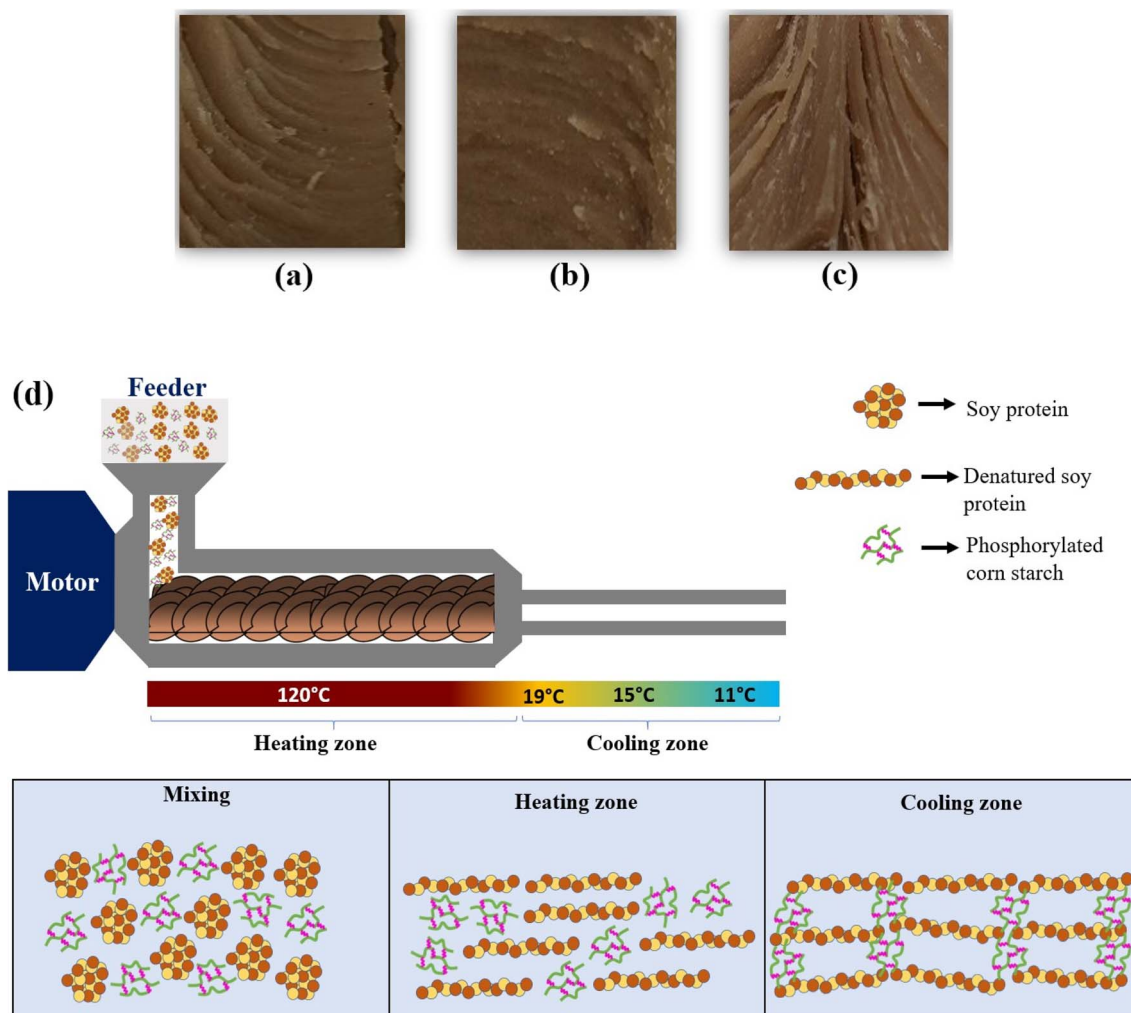 (a)
(b)
(c)
(d)
Feeder
Motor
Soy protein
Denatured soy
protein
Phosphorylated
corn starch
120°C
19°C
15°C
11°C
Heating zone
Cooling zone
Mixing
Heating zone
Cooling zone